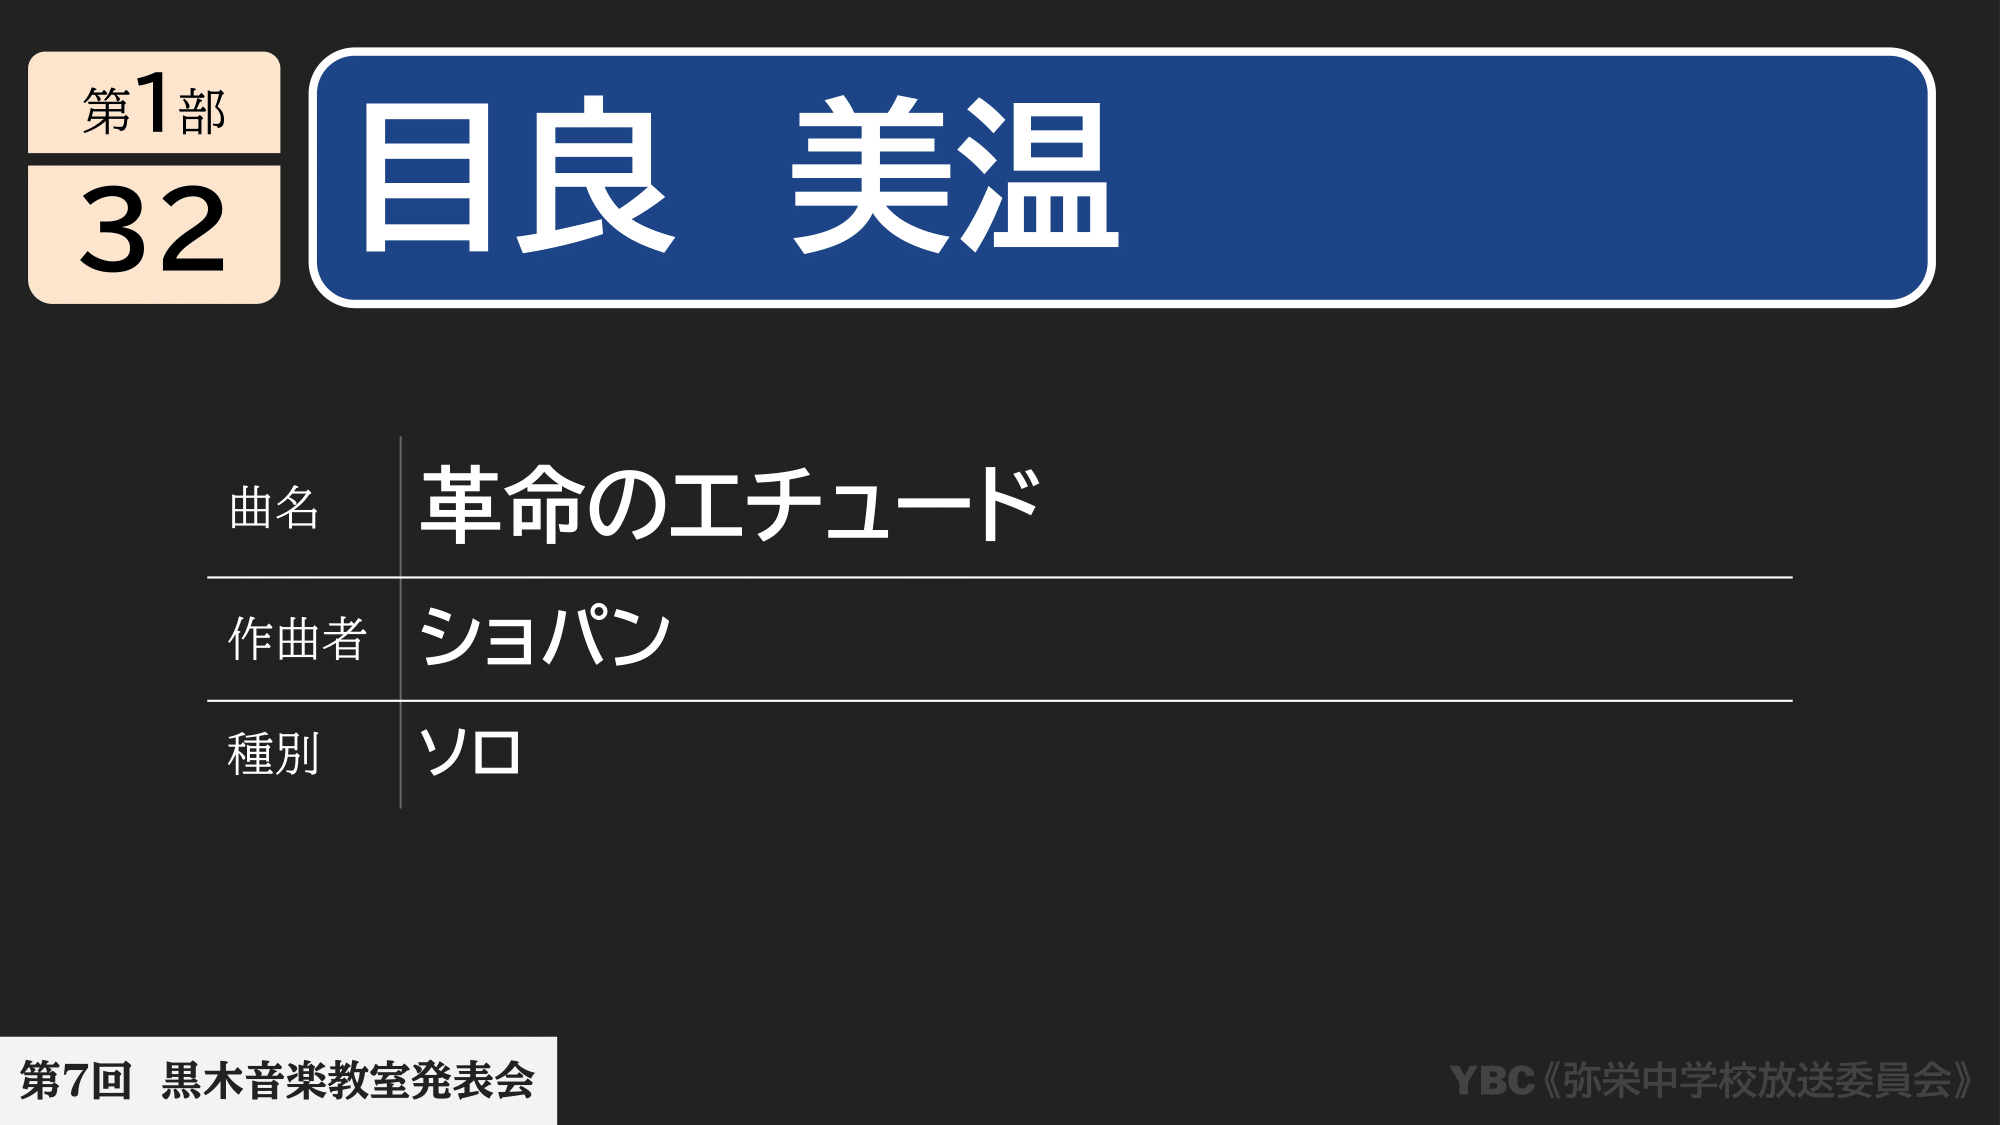 第1部
32
目良 美温
曲名 革命のエチュード
作曲者 ショパン
種別 ソロ
第7回 黒木音楽教室発表会
YBC《弥栄中学校放送委員会》